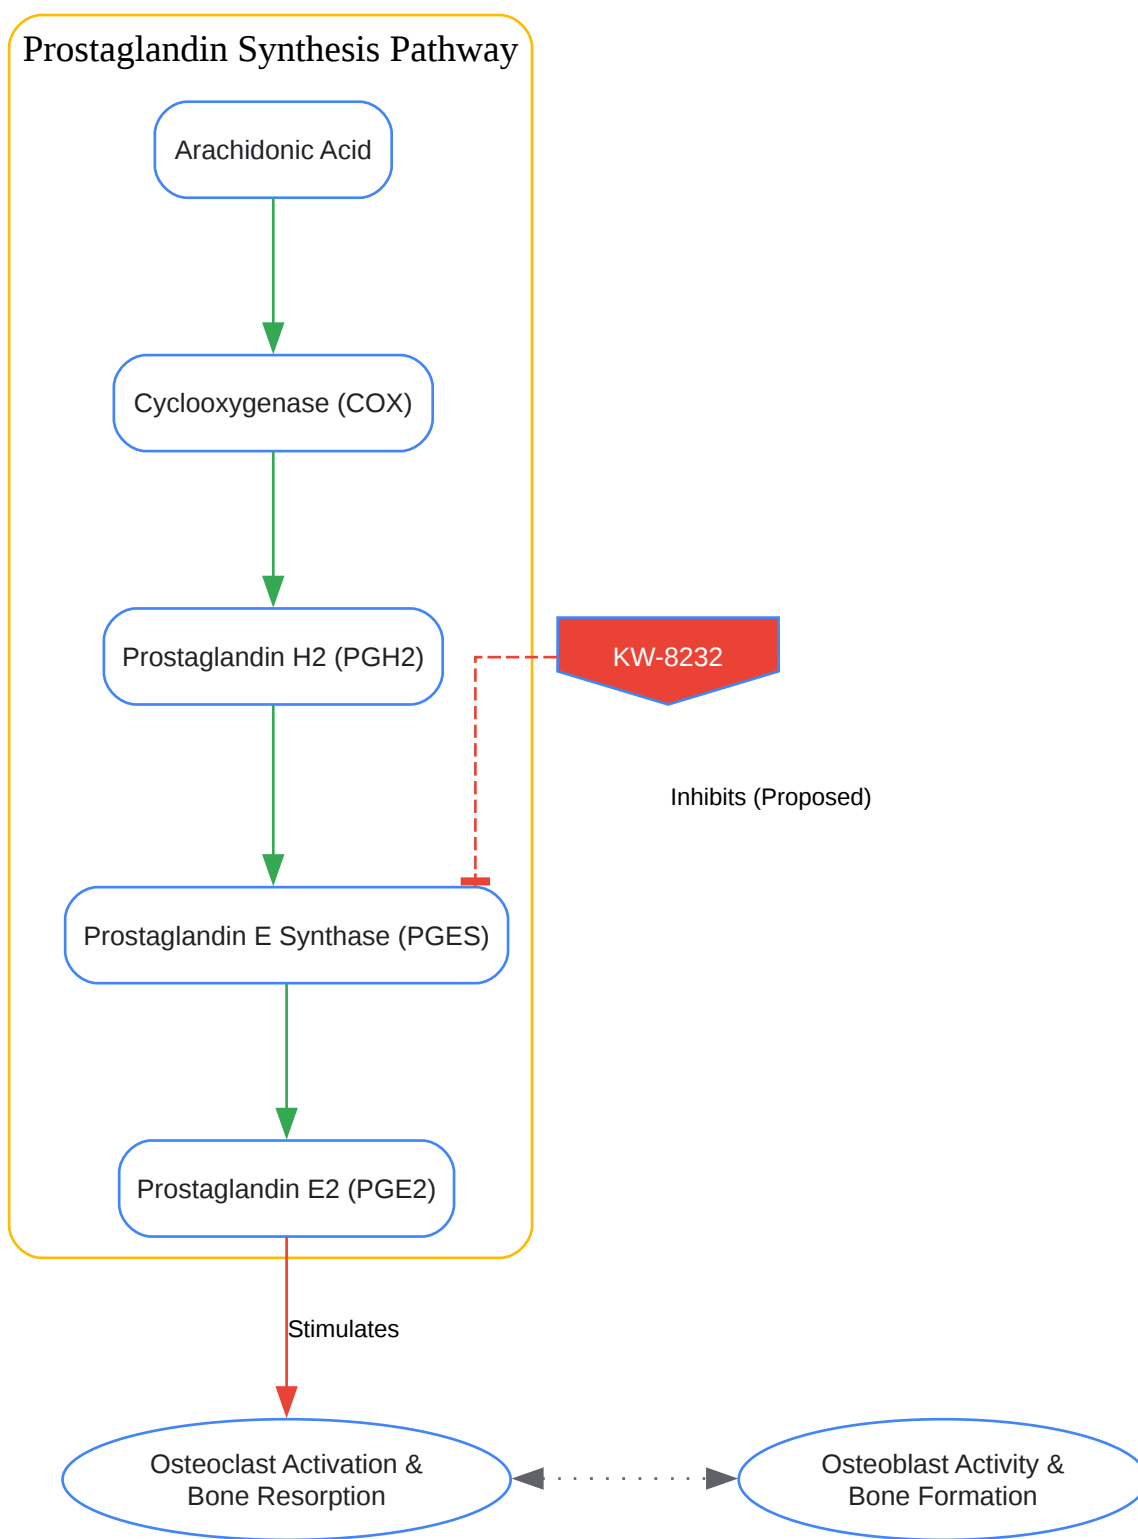 Prostaglandin Synthesis Pathway
Arachidonic Acid
Cyclooxygenase (COX)
Prostaglandin H2 (PGH2)
KW-8232
Inhibits (Proposed)
Prostaglandin E Synthase (PGES)
Prostaglandin E2 (PGE2)
Stimulates
Osteoclast Activation &
Bone Resorption
Osteoblast Activity &
Bone Formation